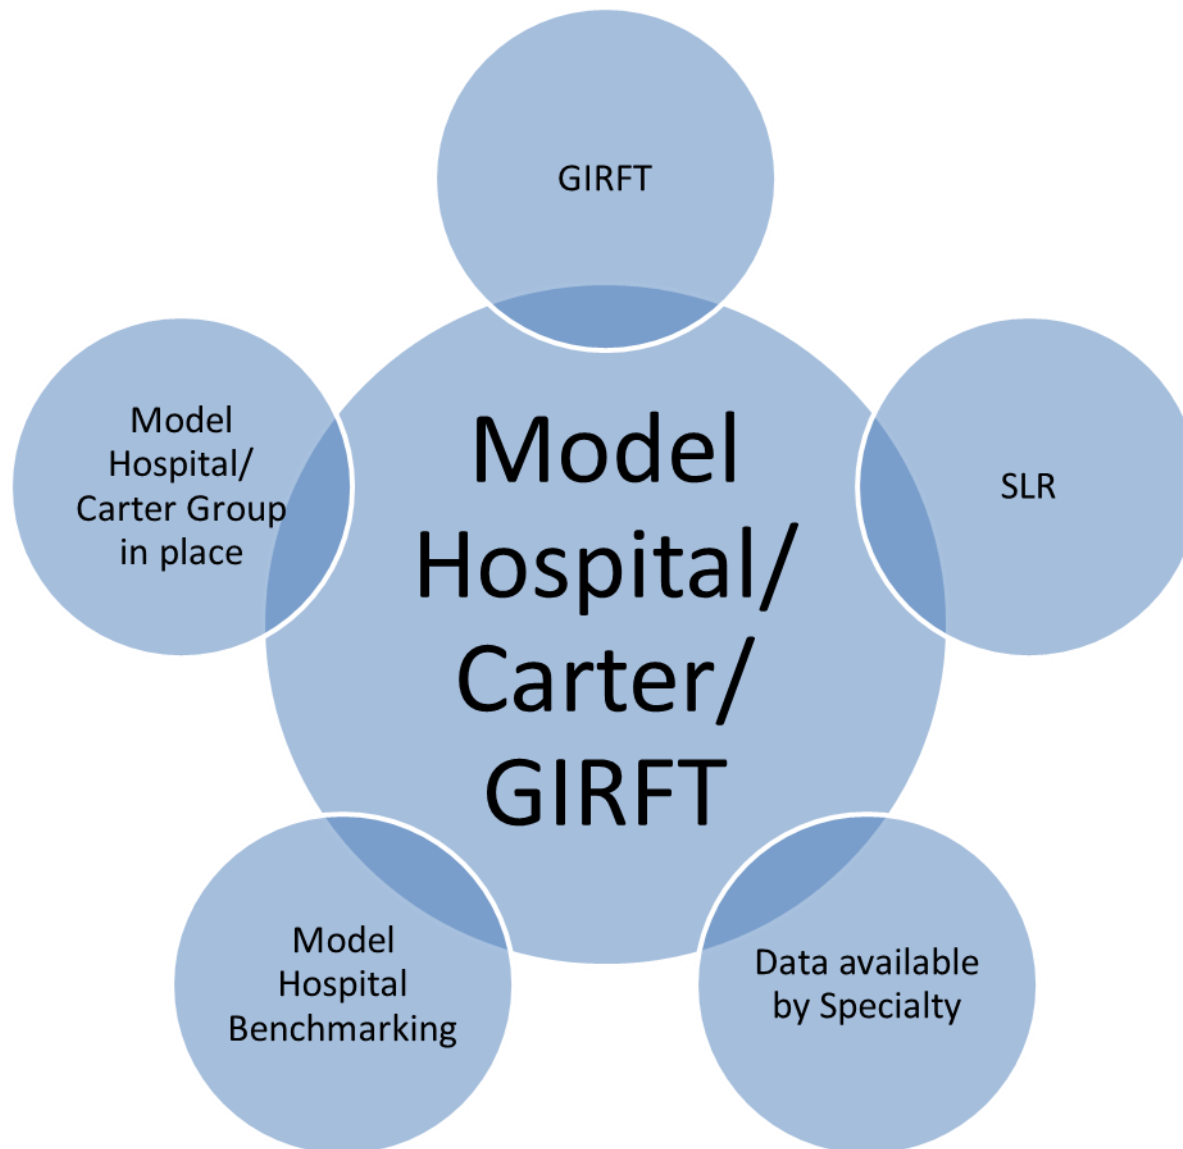 GIRFT
Model
Hospital/
Carter Group
in place
Model
Hospital/
Carter/
GIRFT
SLR
Model
Hospital
Benchmarking
Data available
by Specialty